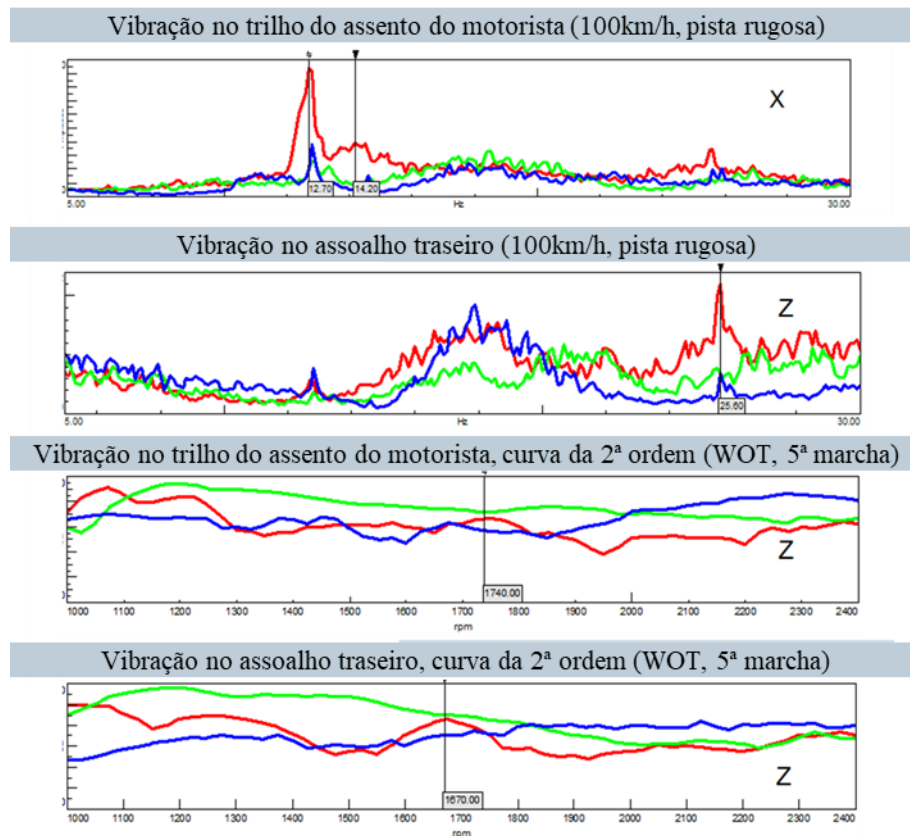 Vibração no trilho do assento do motorista (100km/h, pista rugosa)
X
12.70 14.20
5.00 Hz 30.00
Vibração no assoalho traseiro (100km/h, pista rugosa)
Z
25.60
5.00 Hz 30.00
Vibração no trilho do assento do motorista, curva da 2ª ordem (WOT, 5ª marcha)
Z
1740.00
1000 1100 1200 1300 1400 1500 1600 1700 1800 1900 2000 2100 2200 2300 2400
rpm
Vibração no assoalho traseiro, curva da 2ª ordem (WOT, 5ª marcha)
Z
1670.00
1000 1100 1200 1300 1400 1500 1600 1700 1800 1900 2000 2100 2200 2300 2400
rpm